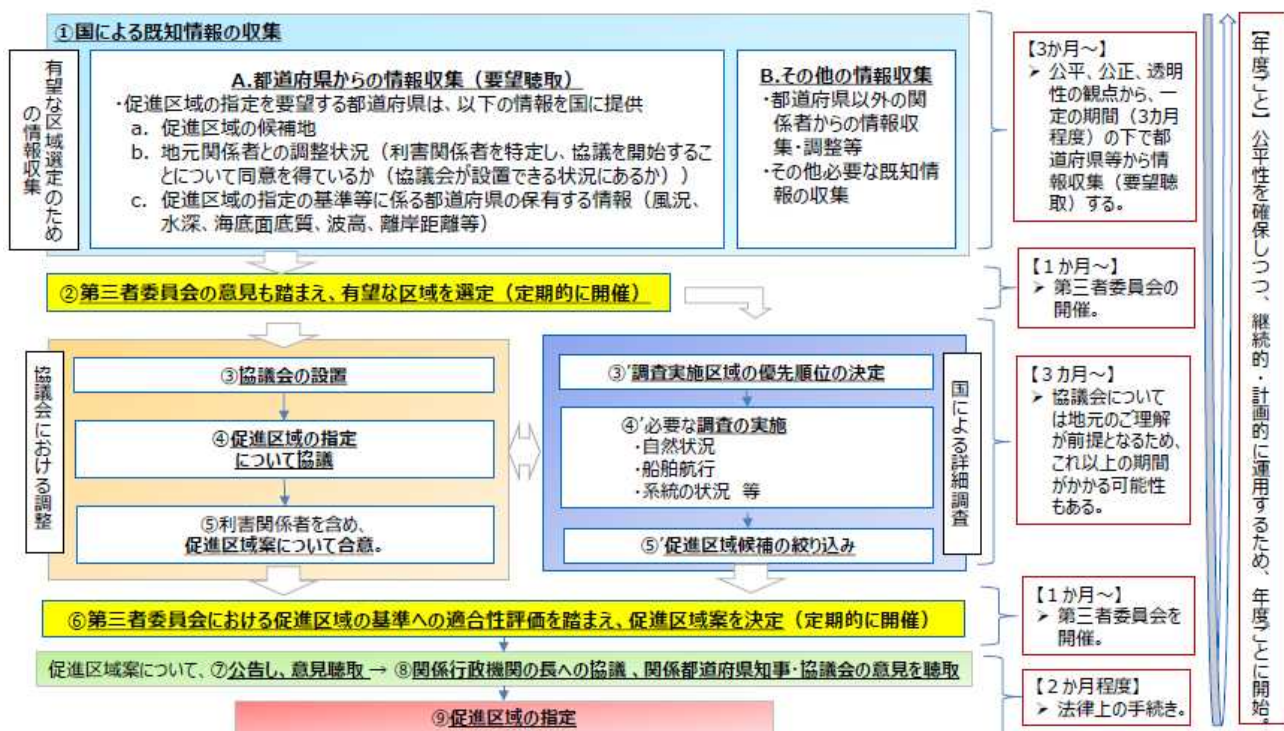 ①国による既知情報の収集
有望な区域選定のため
の情報収集
A.都道府県からの情報収集（要望聴取）
・促進区域の指定を要望する都道府県は、以下の情報を国に提供
a. 促進区域の候補地
b. 地元関係者との調整状況（利害関係者を特定し、協議を開始するこ
とについて同意を得ているか（協議会が設置できる状況にあるか））
c. 促進区域の指定の基準等に係る都道府県の保有する情報（風況、
水深、海底面底質、波高、離岸距離等）
B.その他の情報収集
・都道府県以外の関
係者からの情報収
集・調整等
・その他必要な既知情
報の収集
【3か月～】
➢ 公平、公正、透明
性の観点から、一
定の期間（3カ月
程度）の下で都
道府県等から情
報収集（要望聴
取）する。
②第三者委員会の意見も踏まえ、有望な区域を選定（定期的に開催）
【１か月～】
➢ 第三者委員会の
開催。
協議会における調整
③協議会の設置
④促進区域の指定
について協議
⑤利害関係者を含め、
促進区域案について合意。
③’調査実施区域の優先順位の決定
④’必要な調査の実施
・自然状況
・船舶航行
・系統の状況 等
⑤’促進区域候補の絞り込み
国による詳細調査
【３カ月～】
➢ 協議会について
は地元のご理解
が前提となるため、
これ以上の期間
がかかる可能性
もある。
⑥第三者委員会における促進区域の基準への適合性評価を踏まえ、促進区域案を決定（定期的に開催）
【１か月～】
➢ 第三者委員会を
開催。
促進区域案について、⑦公告し、意見聴取 → ⑧関係行政機関の長への協議、関係都道府県知事・協議会の意見を聴取
【２か月程度】
➢ 法律上の手続き。
⑨促進区域の指定
【年度ごと】公平性を確保しつつ、継続的・計画的に運用するため、年度ごとに開始。